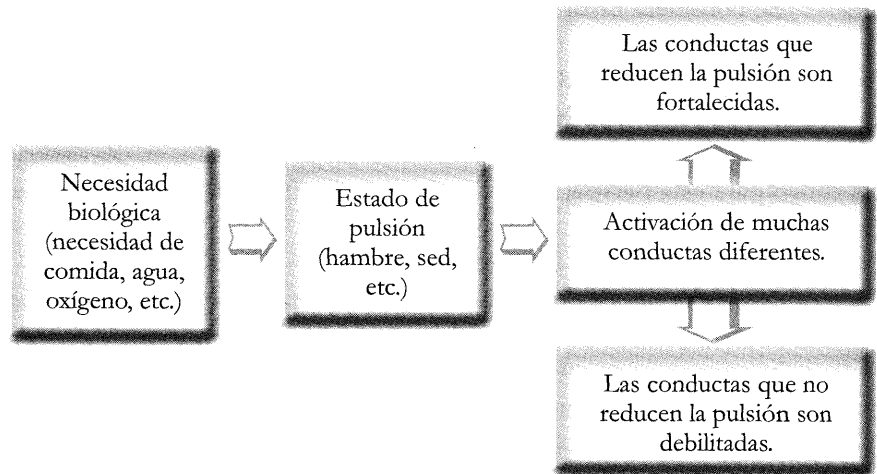 Necesidad
biológica
(necesidad de
comida, agua,
oxígeno, etc.)
Estado de
pulsión
(hambre, sed,
etc.)
Las conductas que
reducen la pulsión son
fortalecidas.
Activación de muchas
conductas diferentes.
Las conductas que no
reducen la pulsión son
debilitadas.